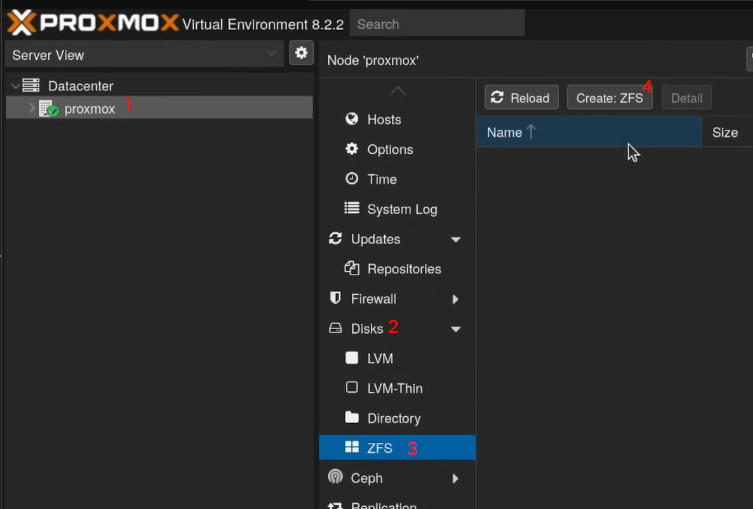 PROXMOX Virtual Environment 8.2.2 Search
Server View
Datacenter
proxmox 1
Node 'proxmox'
Hosts
Options
Time
System Log
Updates
Repositories
Firewall
Disks 2
LVM
LVM-Thin
Directory
ZFS 3
Ceph
Replication
Reload Create: ZFS 4 Detail
Name Size